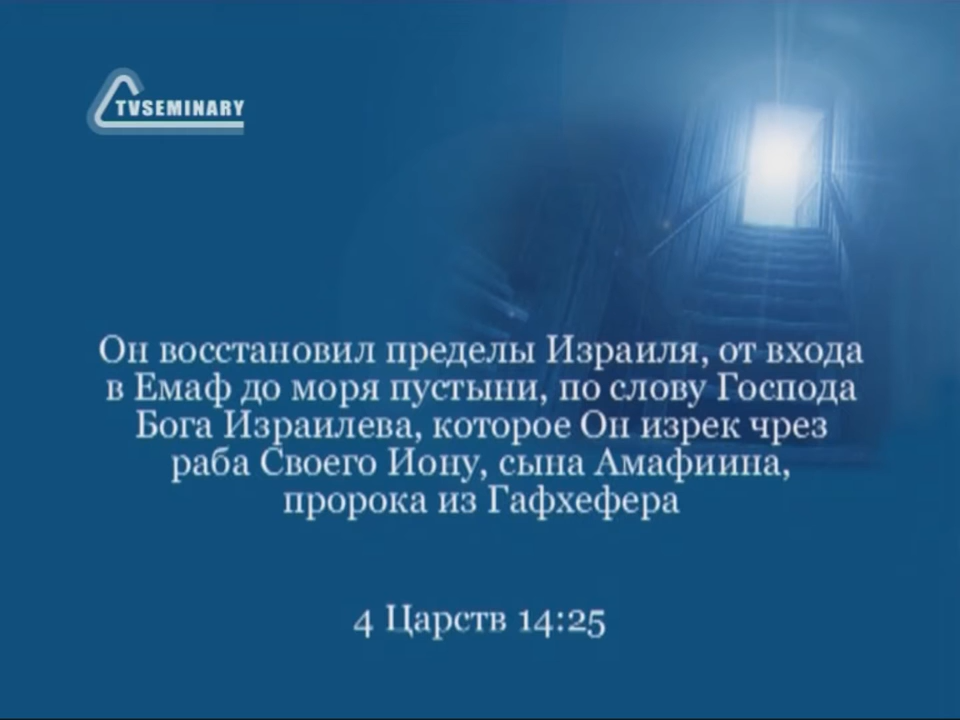 TVSEMINARY
Он восстановил пределы Израиля, от входа
в Емаф до моря пустыни, по слову Господа
Бога Израилева, которое Он изрек чрез
раба Своего Иону, сына Амафиина,
пророка из Гафхефера
4 Царств 14:25